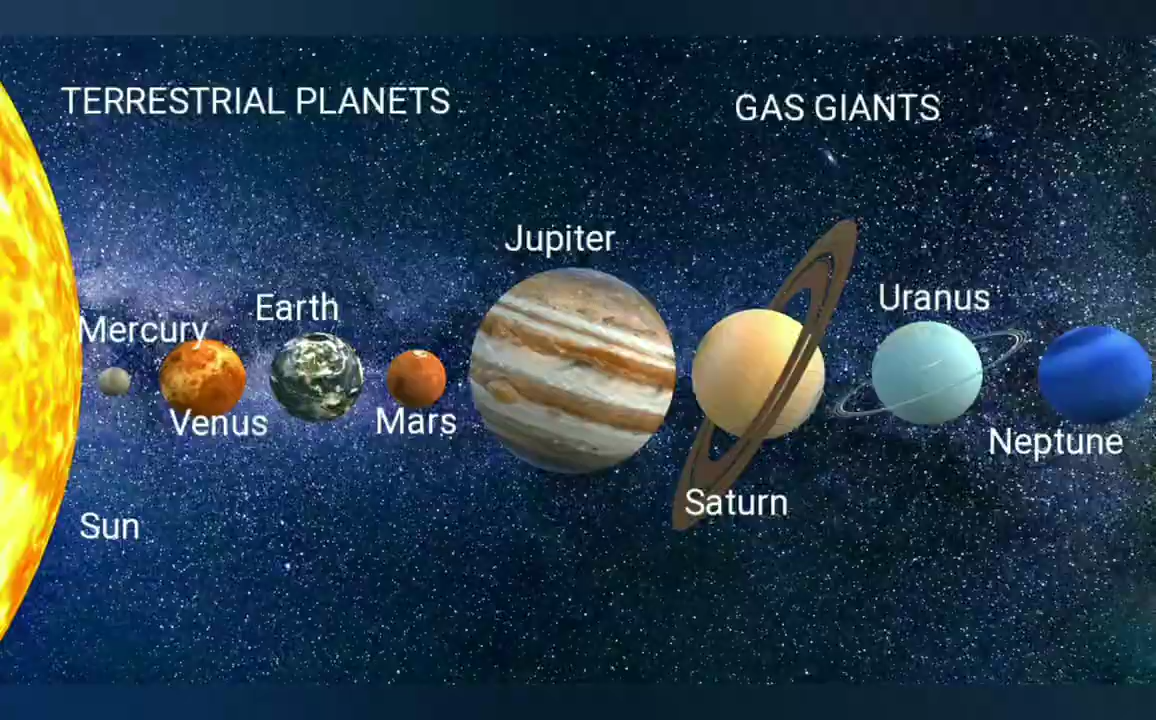 TERRESTRIAL PLANETS
GAS GIANTS
Jupiter
Uranus
Earth
Mercury
Venus
Mars
Neptune
Saturn
Sun